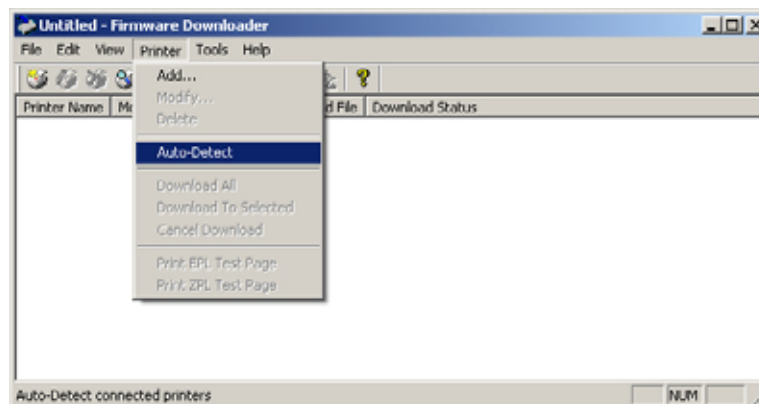 Untitled - Firmware Downloader
File Edit View Printer Tools Help
Add...
Modify...
Delete
Printer Name Mo d File Download Status
Auto-Detect
Download All
Download To Selected
Cancel Download
Print EPL Test Page
Print ZPL Test Page
Auto-Detect connected printers NUM